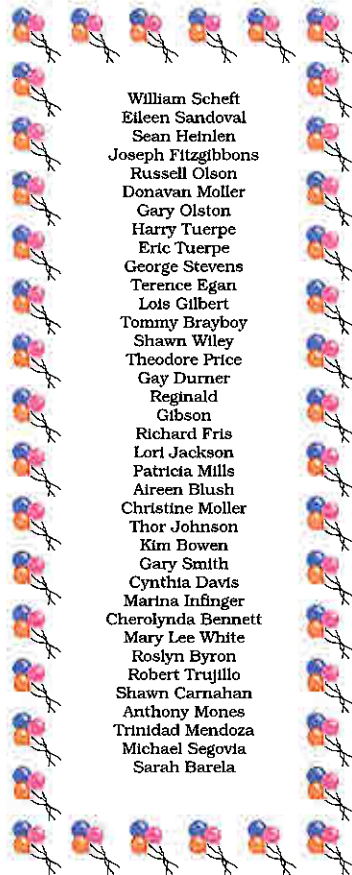 William Scheft
Eileen Sandoval
Sean Heinlen
Joseph Fitzgibbons
Russell Olson
Donavan Moller
Gary Olston
Harry Tuerpe
Eric Tuerpe
George Stevens
Terence Egan
Lois Gilbert
Tommy Brayboy
Shawn Wiley
Theodore Price
Gay Durner
Reginald
Gibson
Richard Fris
Lori Jackson
Patricia Mills
Aireen Blush
Christine Moller
Thor Johnson
Kim Bowen
Gary Smith
Cynthia Davis
Marina Infinger
Cherolynda Bennett
Mary Lee White
Roslyn Byron
Robert Trujillo
Shawn Carnahan
Anthony Mones
Trinidad Mendoza
Michael Segovia
Sarah Barela